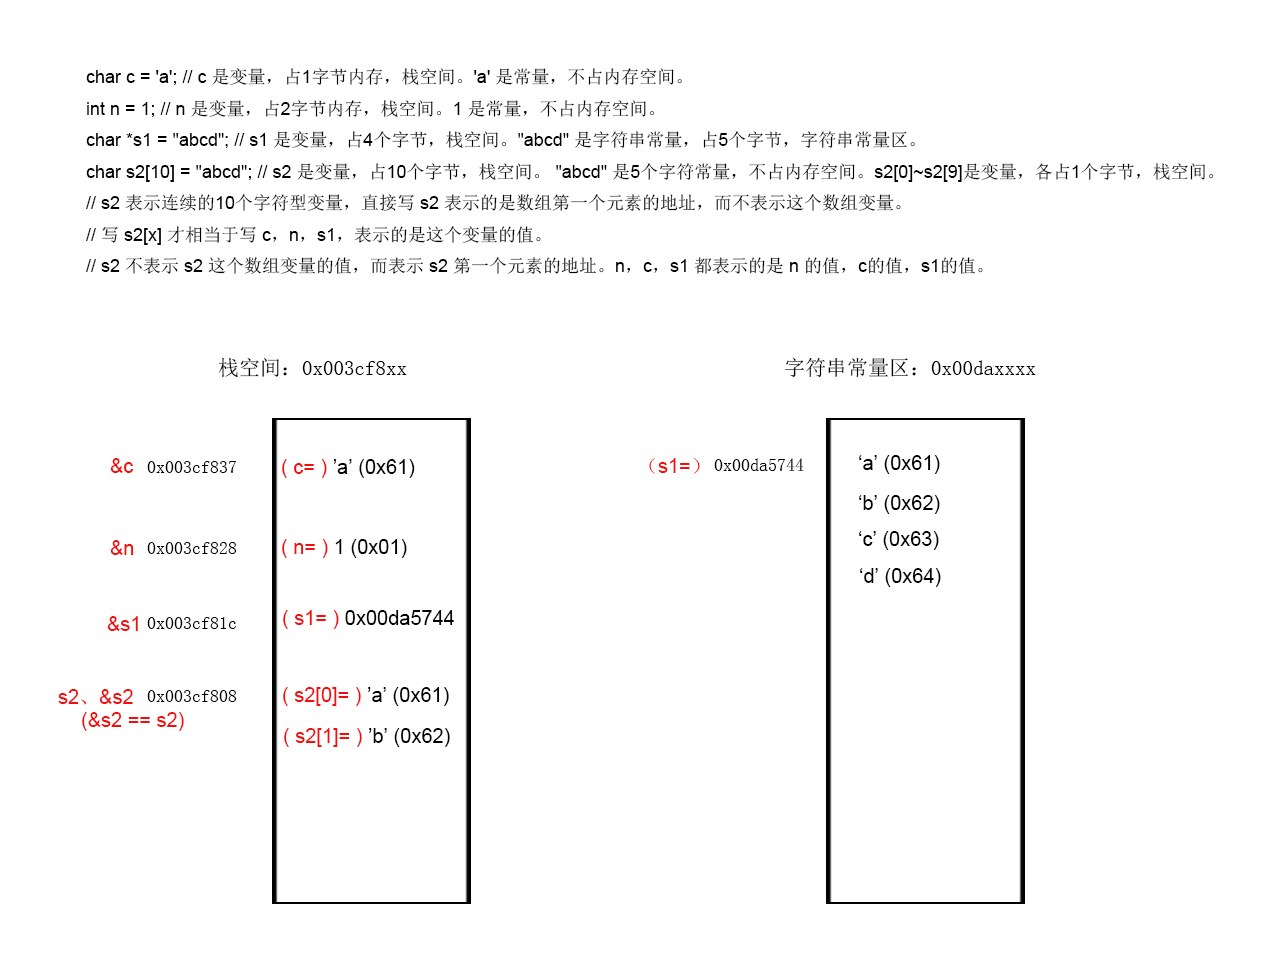 char c = 'a'; // c 是变量，占1字节内存，栈空间。'a' 是常量，不占内存空间。
int n = 1; // n 是变量，占2字节内存，栈空间。1 是常量，不占内存空间。
char *s1 = "abcd"; // s1 是变量，占4个字节，栈空间。"abcd" 是字符串常量，占5个字节，字符串常量区。
char s2[10] = "abcd"; // s2 是变量，占10个字节，栈空间。 "abcd" 是5个字符常量，不占内存空间。s2[0]~s2[9]是变量，各占1个字节，栈空间。
// s2 表示连续的10个字符型变量，直接写 s2 表示的是数组第一个元素的地址，而不表示这个数组变量。
// 写 s2[x] 才相当于写 c，n，s1，表示的是这个变量的值。
// s2 不表示 s2 这个数组变量的值，而表示 s2 第一个元素的地址。n，c，s1 都表示的是 n 的值，c的值，s1的值。
栈空间：0x003cf8xx
字符串常量区：0x00daxxxx
&c 0x003cf837 ( c= ) ’a’ (0x61)
&n 0x003cf828 ( n= ) 1 (0x01)
&s1 0x003cf81c ( s1= ) 0x00da5744
s2、&s2 0x003cf808 ( s2[0]= ) ’a’ (0x61)
(&s2 == s2)
( s2[1]= ) ’b’ (0x62)
（s1=） 0x00da5744 ‘a’ (0x61)
‘b’ (0x62)
‘c’ (0x63)
‘d’ (0x64)